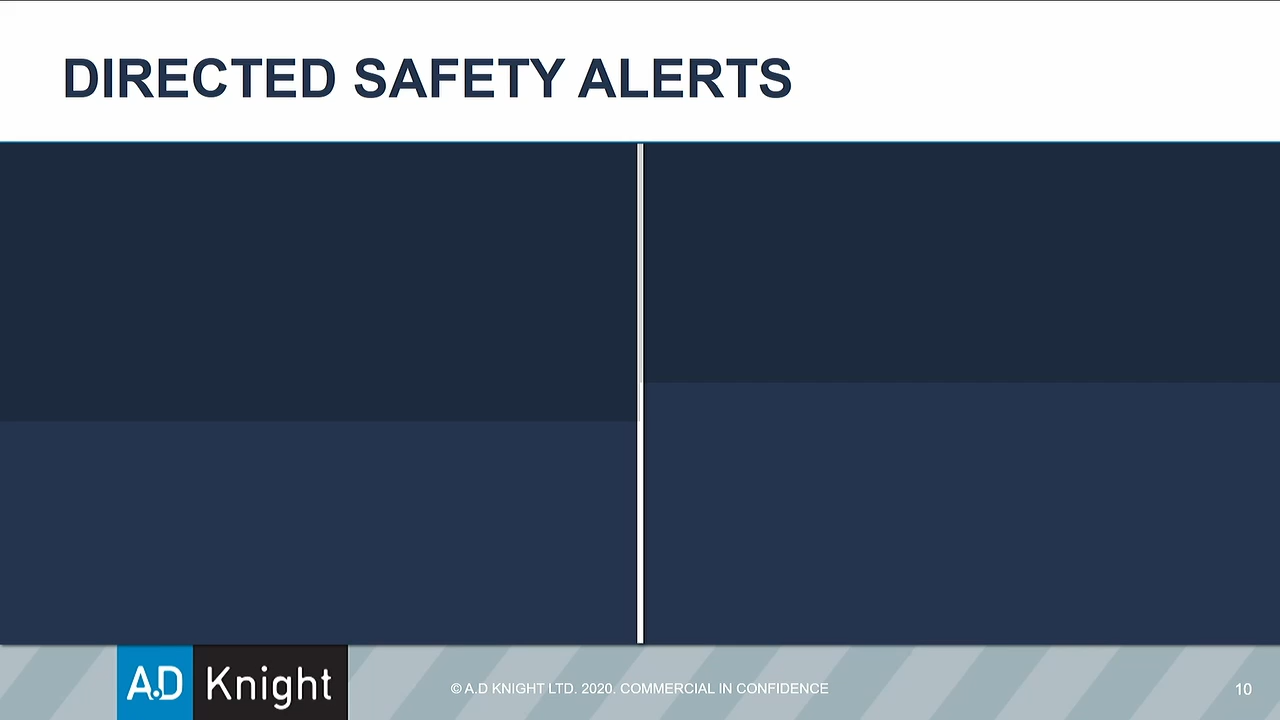 DIRECTED SAFETY ALERTS
A.D Knight
© A.D KNIGHT LTD. 2020. COMMERCIAL IN CONFIDENCE
10